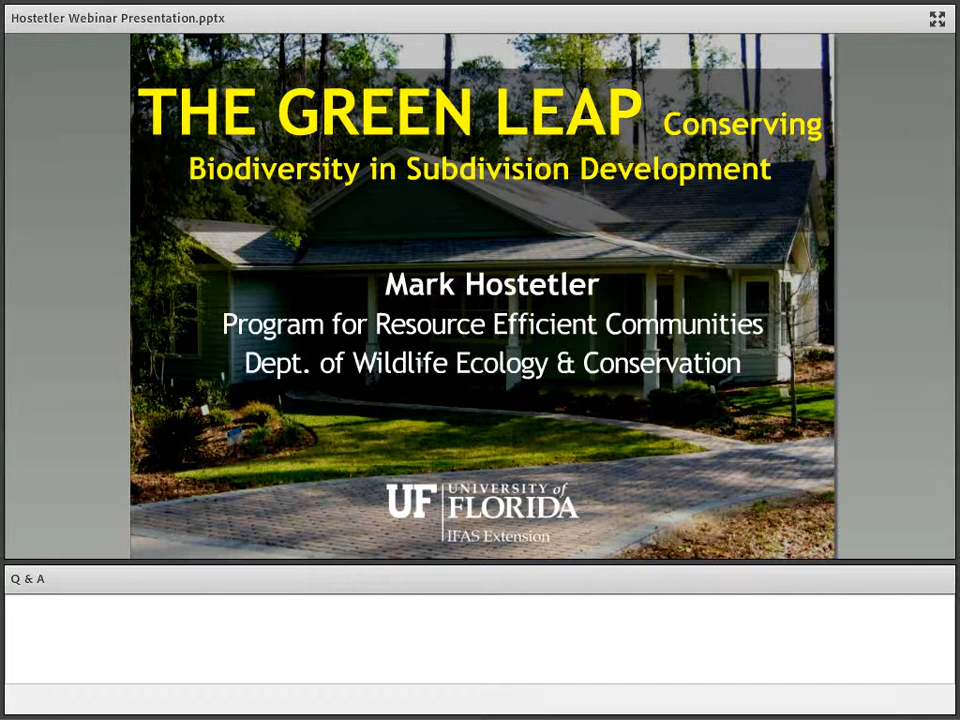 Hostetler Webinar Presentation.pptx
THE GREEN LEAP Conserving
Biodiversity in Subdivision Development
Mark Hostetler
Program for Resource Efficient Communities
Dept. of Wildlife Ecology & Conservation
UF UNIVERSITY of
FLORIDA
IFAS Extension
Q & A